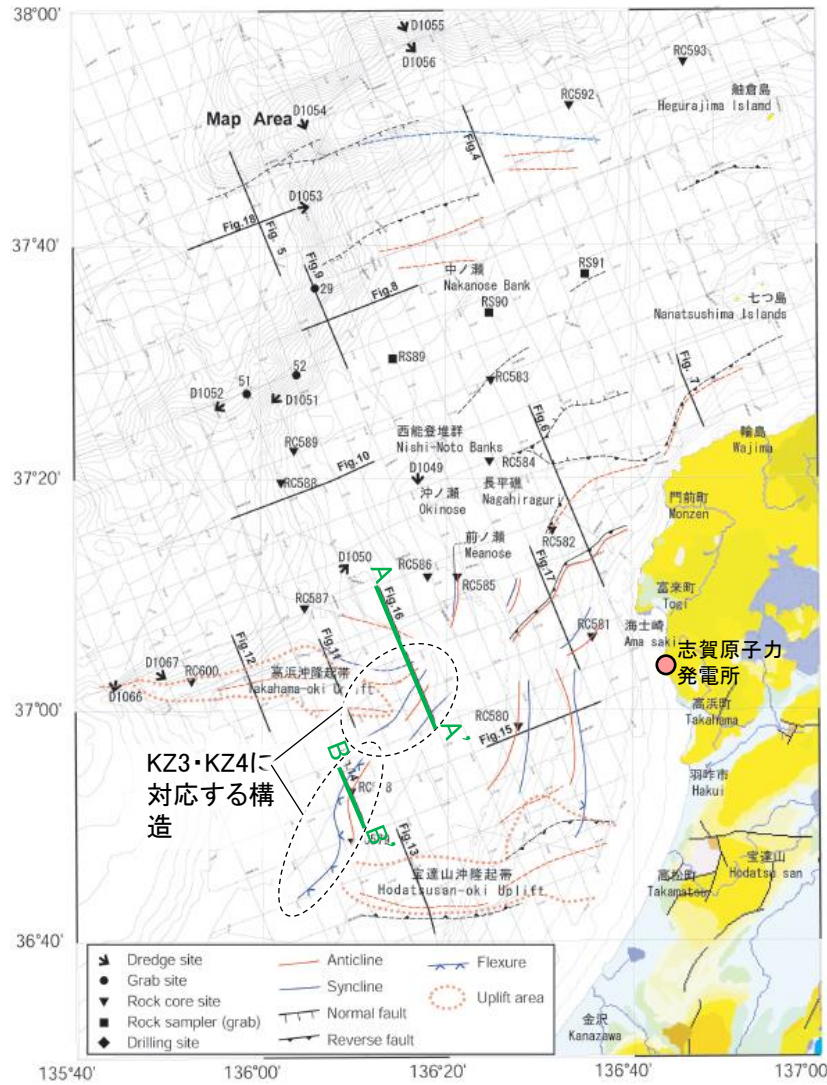 38°00'
37°40'
37°20'
37°00'
36°40'
135°40'
136°00'
136°20'
136°40'
137°00'
Map Area
D1055
D1056
RC593
舳倉島
Hegurajima Islamd
RC592
D1054
Fig.4
D1053
Fig.18
Fig. 5
Fig.9
29
Fig.8
中ノ瀬
Nakanose Bank
RS91
RS90
七つ島
Nanatsushima Islands
RS89
RC583
Fig. 7
52
51
D1052
D1051
西能登堆群
Nishi-Noto Banks
Fig.6
輪島
Wajima
RC589
RC588
Fig.10
D1049
沖ノ瀬
Okinose
RC584
長平礁
Nagahiraguri
門前町
Monzen
RC582
前ノ瀬
Meanose
D1050
RC586
RC585
Fig.17
A
Fig.16
RC587
富来町
Togi
海士崎
Ama saki
RC581
志賀原子力
発電所
Fig.12
Fig.11
D1067
RC600
D1066
高浜沖隆起帯
Takahama-oki Uplift
A'
RC580
Fig.15
高浜町
Takahama
KZ3・KZ4に
対応する構
造
B
B'
羽咋市
Hakui
Fig.13
宝達山沖隆起帯
Hodatsusan-oki Uplift
宝達山
Hodatsu san
高松町
Takamatsu
金沢
Kanazawa
Dredge site
Grab site
Rock core site
Rock sampler (grab)
Drilling site
Anticline
Syncline
Normal fault
Reverse fault
Flexure
Uplift area